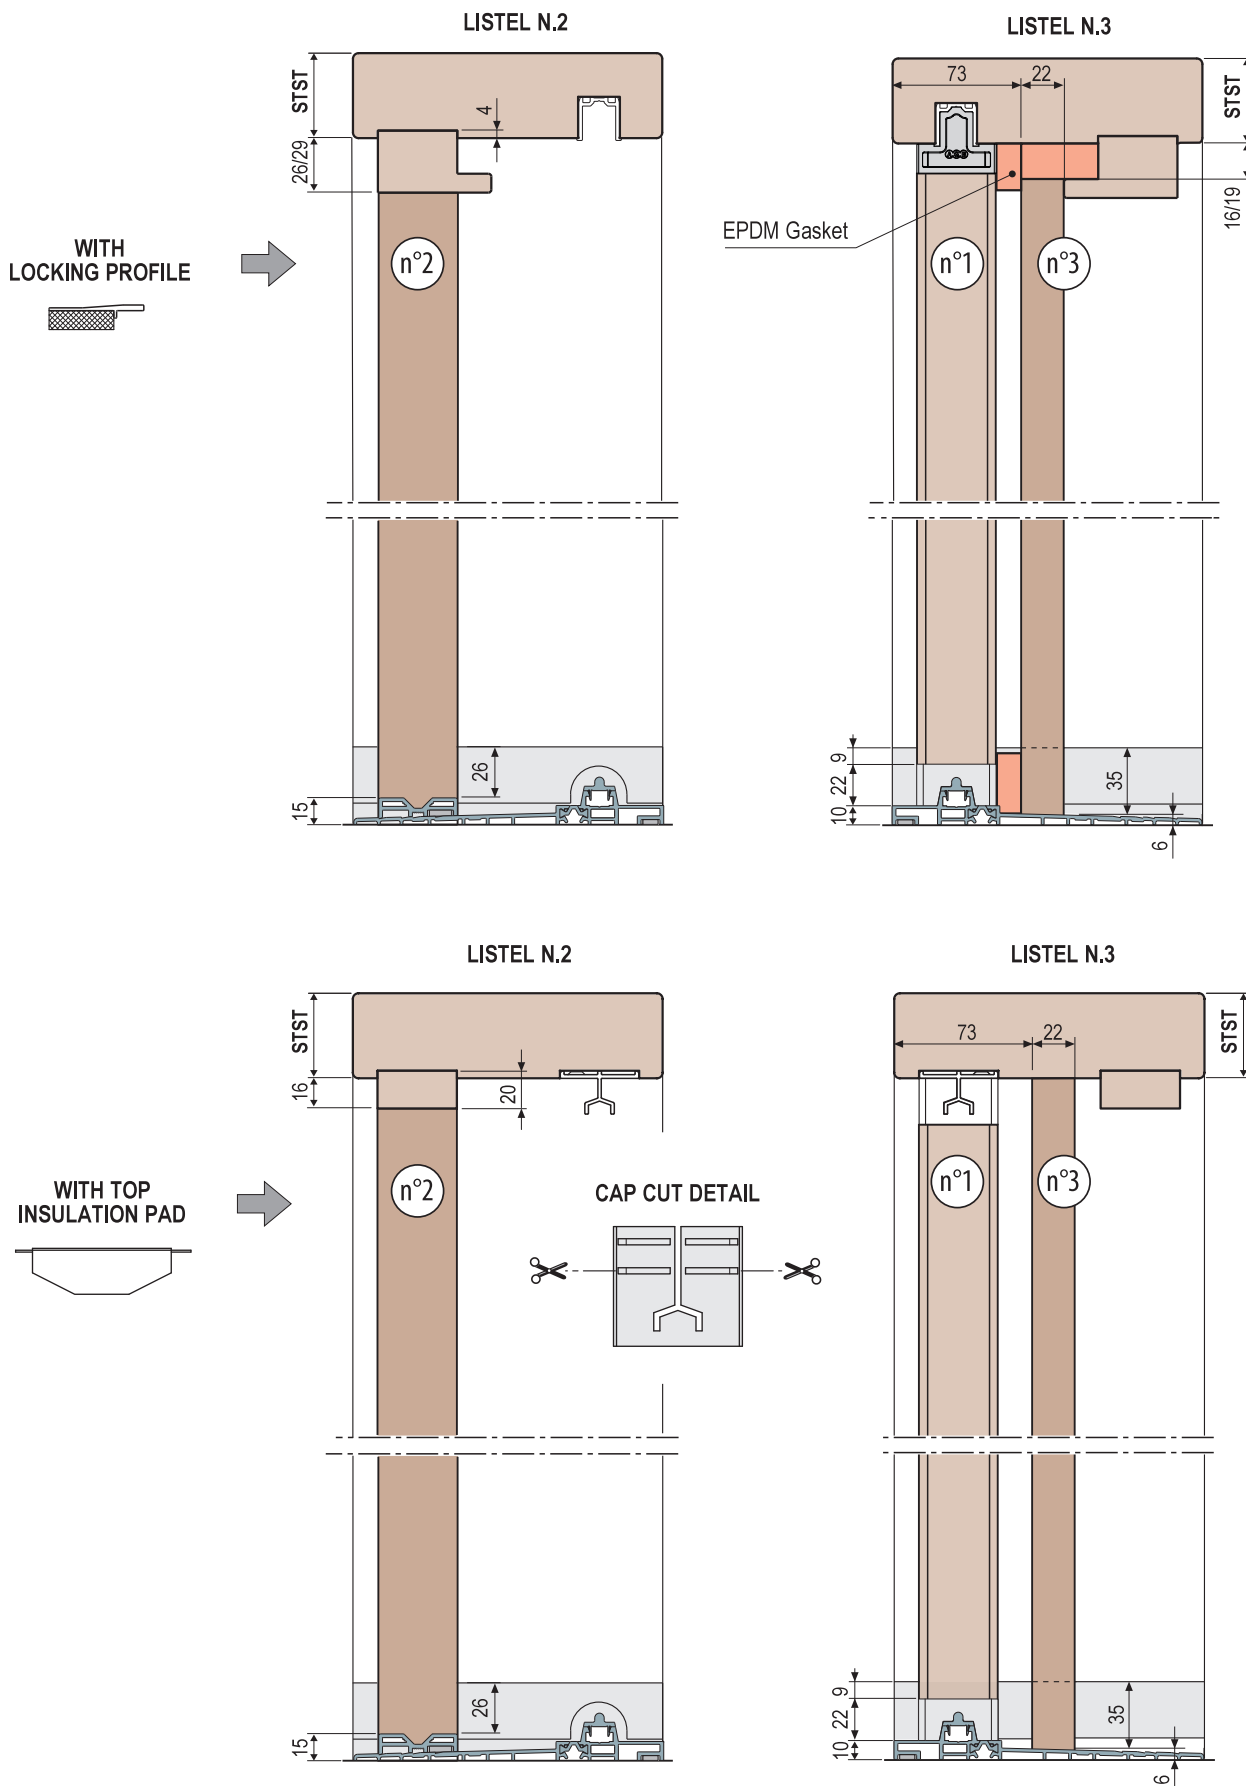 LISTEL N.2
LISTEL N.3
STST
4
26/29
73
22
STST
16/19
EPDM Gasket
WITH
LOCKING PROFILE
n°2
n°1
n°3
26
15
9
22
10
35
6
LISTEL N.2
LISTEL N.3
STST
16
20
73
22
STST
WITH TOP
INSULATION PAD
n°2
CAP CUT DETAIL
n°1
n°3
26
15
9
22
10
35
6